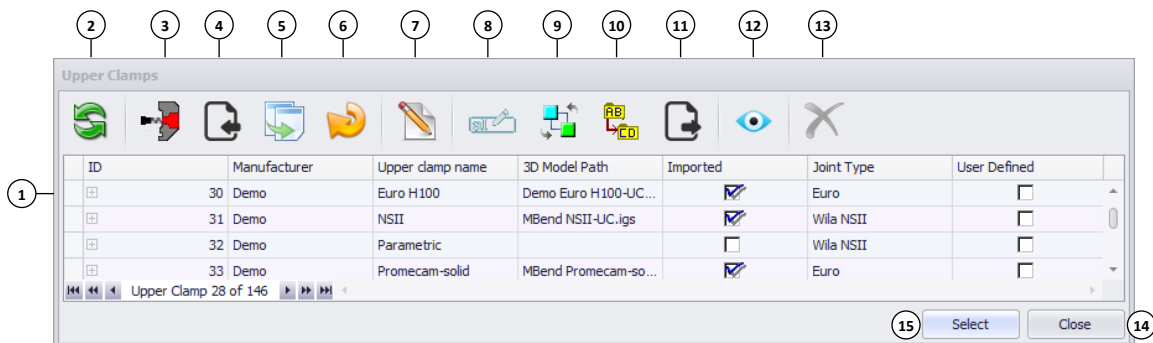 2 3 4 5 6 7 8 9 10 11 12 13
Upper Clamps
spll
AB
CD
ID Manufacturer Upper clamp name 3D Model Path Imported Joint Type User Defined
1
30 Demo Euro H100 Demo Euro H100-UC... Euro
31 Demo NSII MBend NSII-UC.igs Wila NSII
32 Demo Parametric Wila NSII
33 Demo Promecam-solid MBend Promecam-so... Euro
Upper Clamp 28 of 146
15 Select Close 14